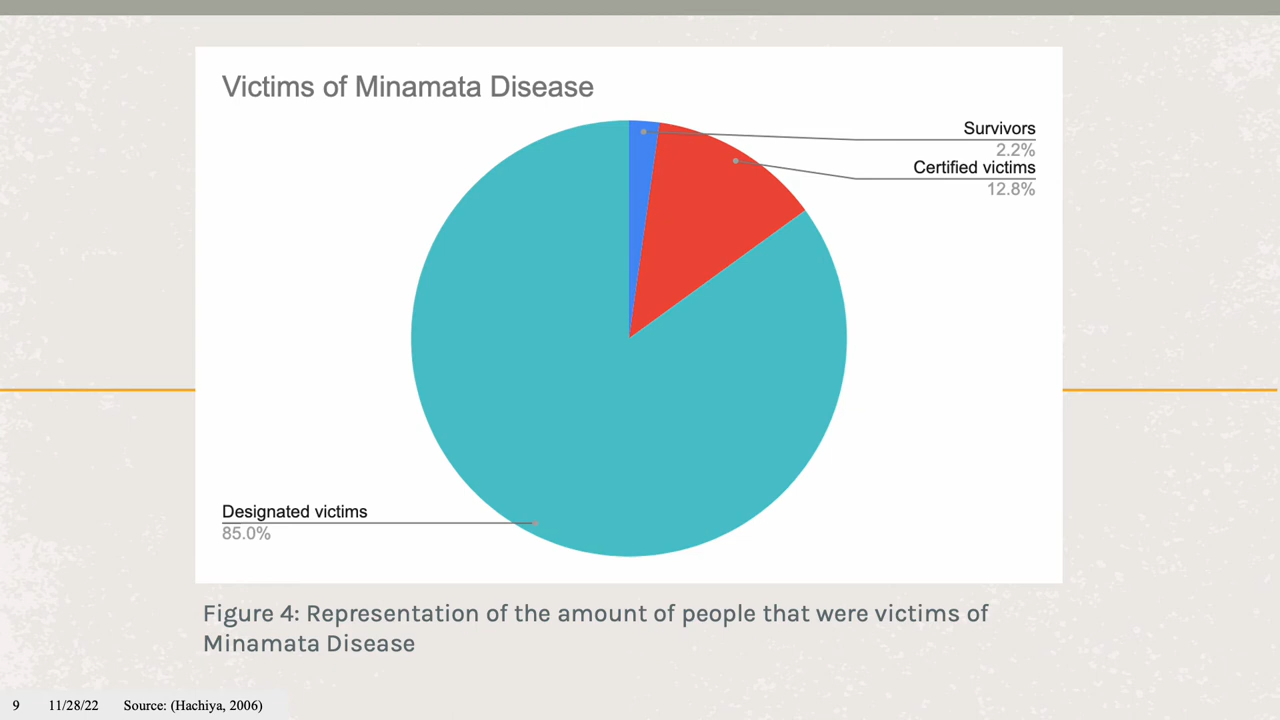 Victims of Minamata Disease
Survivors
2.2%
Certified victims
12.8%
Designated victims
85.0%
Figure 4: Representation of the amount of people that were victims of
Minamata Disease
9 11/28/22 Source: (Hachiya, 2006)